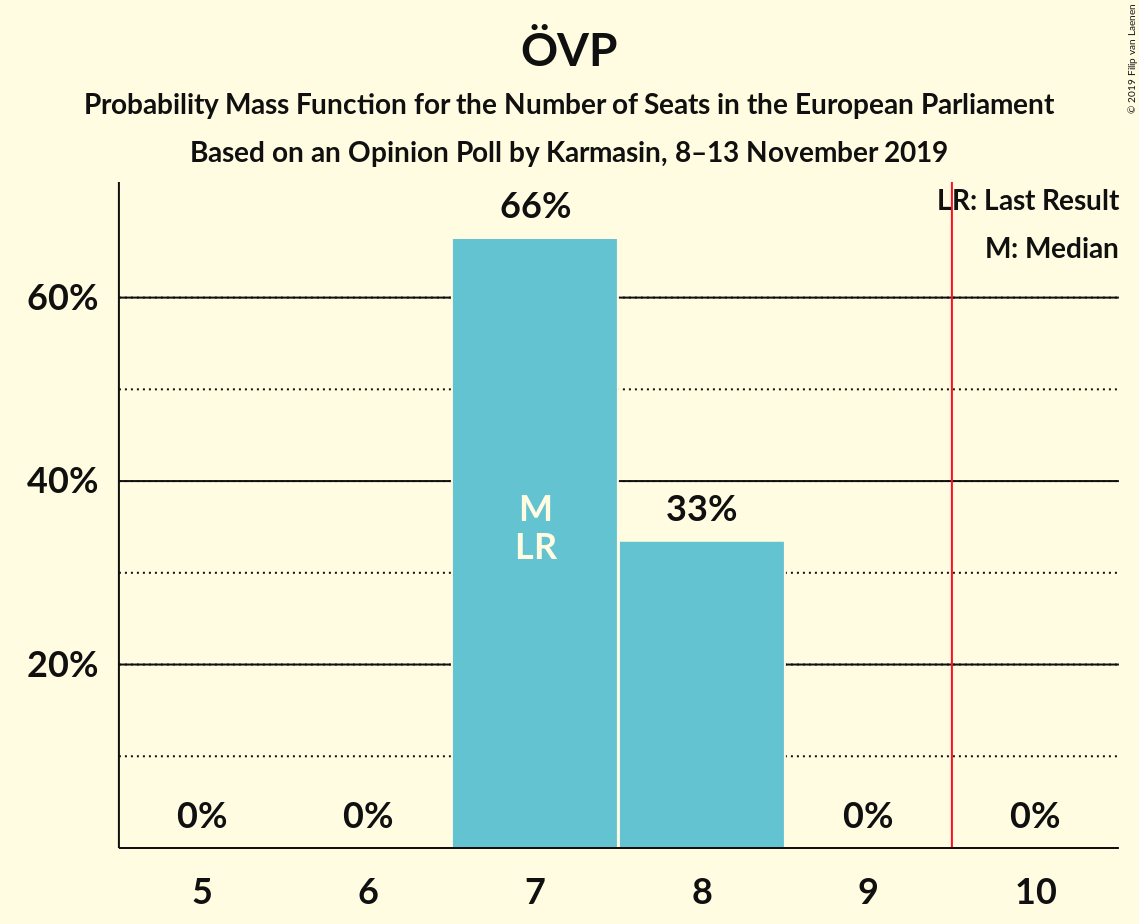 ÖVP
Probability Mass Function for the Number of Seats in the European Parliament
Based on an Opinion Poll by Karmasin, 8–13 November 2019
© 2019 Filip van Laenen
LR: Last Result
M: Median
66%
60%
40%
20%
M
LR
33%
0%
0%
0%
0%
5
6
7
8
9
10